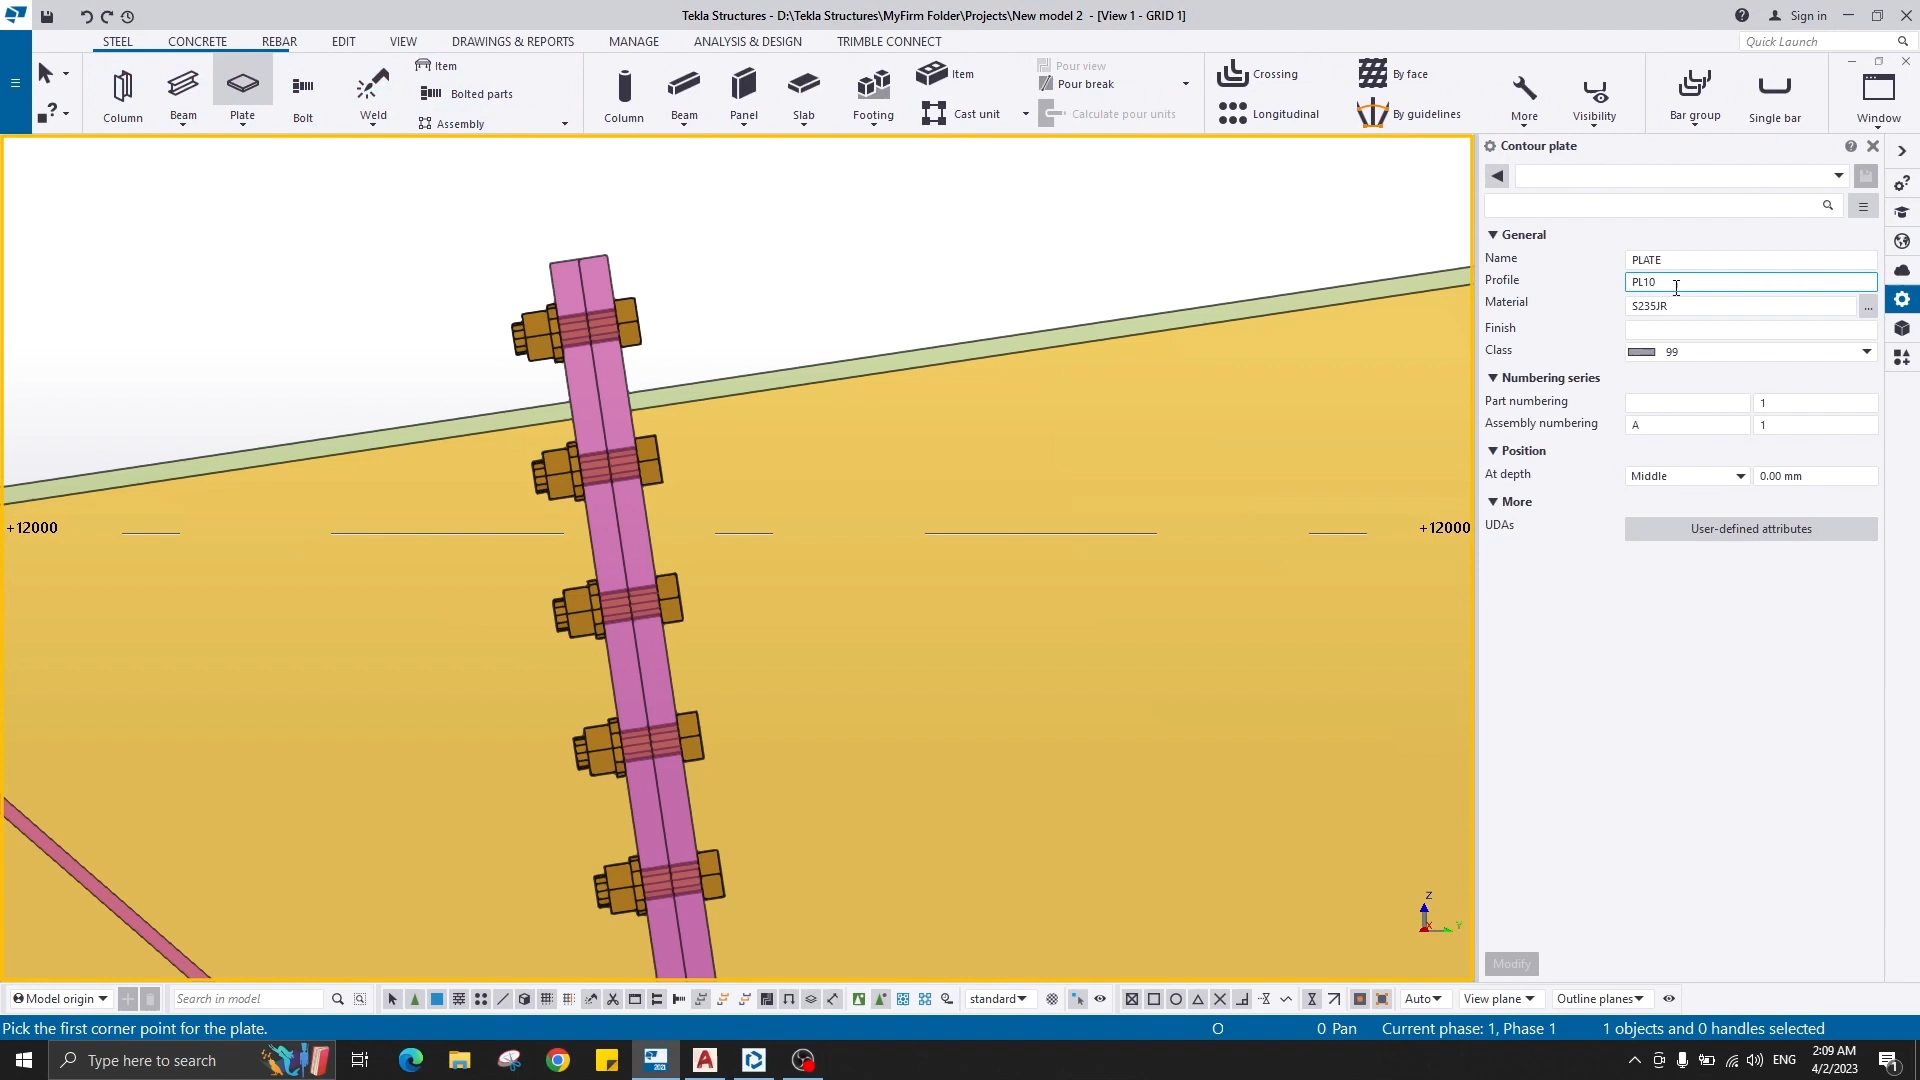 Tekla Structures - D:\Tekla Structures\MyFirm Folder\Projects\New model 2 - [View 1 - GRID 1]
Sign in
STEEL CONCRETE REBAR EDIT VIEW DRAWINGS & REPORTS MANAGE ANALYSIS & DESIGN TRIMBLE CONNECT
Quick Launch
Column Beam Plate Bolt Weld
Item
Bolted parts
Assembly
Column Beam Panel Slab Footing
Item
Cast unit
Pour view
Pour break
Calculate pour units
Crossing
Longitudinal
By face
By guidelines
More Visibility Bar group Single bar Window
Contour plate
General
Name PLATE
Profile PL10
Material S235JR ...
Finish
Class 99
Numbering series
Part numbering 1
Assembly numbering A 1
Position
At depth Middle 0.00 mm
More
UDAs User-defined attributes
Modify
+12000 +12000
Z
X
Y
Model origin Search in model standard Auto View plane Outline planes
Pick the first corner point for the plate. O 0 Pan Current phase: 1, Phase 1 1 objects and 0 handles selected
Type here to search
2021
ENG
2:09 AM
4/2/2023
1